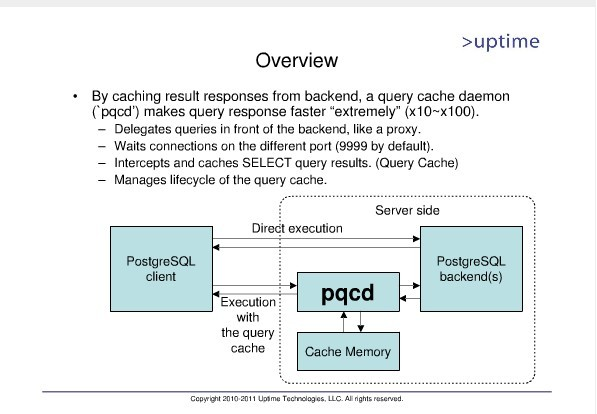 >uptime
Overview
• By caching result responses from backend, a query cache daemon
(`pqcd') makes query response faster “extremely” (x10~x100).
– Delegates queries in front of the backend, like a proxy.
– Waits connections on the different port (9999 by default).
– Intercepts and caches SELECT query results. (Query Cache)
– Manages lifecycle of the query cache.
Server side
Direct execution
PostgreSQL
client
PostgreSQL
backend(s)
pqcd
Execution
with
the query
cache
Cache Memory
Copyright 2010-2011 Uptime Technologies, LLC. All rights reserved.